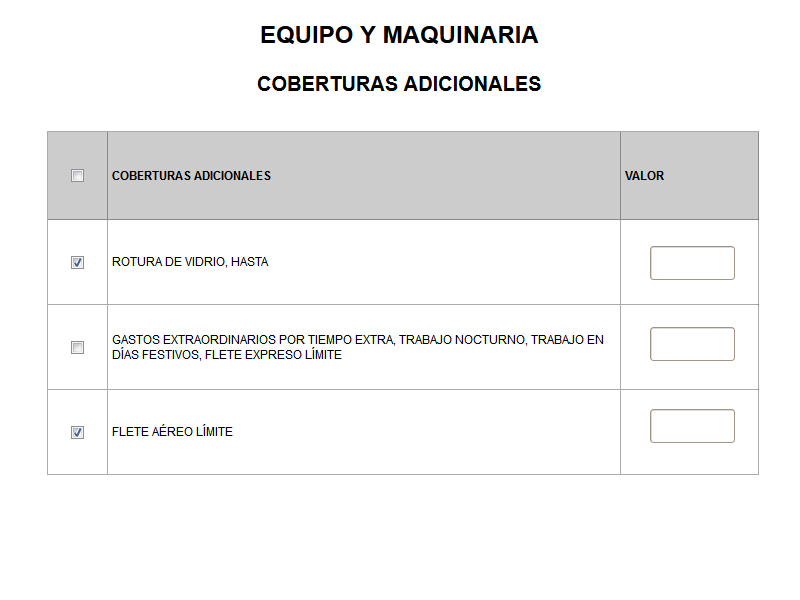 EQUIPO Y MAQUINARIA
COBERTURAS ADICIONALES
COBERTURAS ADICIONALES VALOR
ROTURA DE VIDRIO, HASTA
GASTOS EXTRAORDINARIOS POR TIEMPO EXTRA, TRABAJO NOCTURNO, TRABAJO EN
DÍAS FESTIVOS, FLETE EXPRESO LÍMITE
FLETE AÉREO LÍMITE